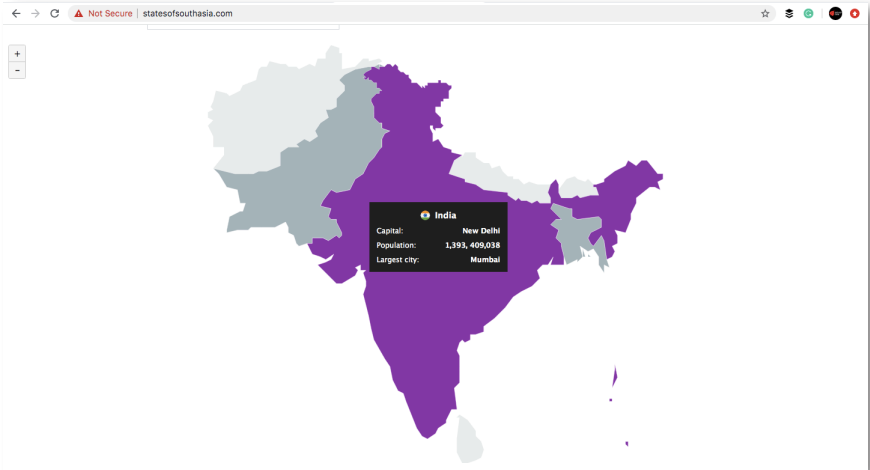 Not Secure | statesofsouthasia.com
+
-
India
Capital: New Delhi
Population: 1,393, 409,038
Largest city: Mumbai